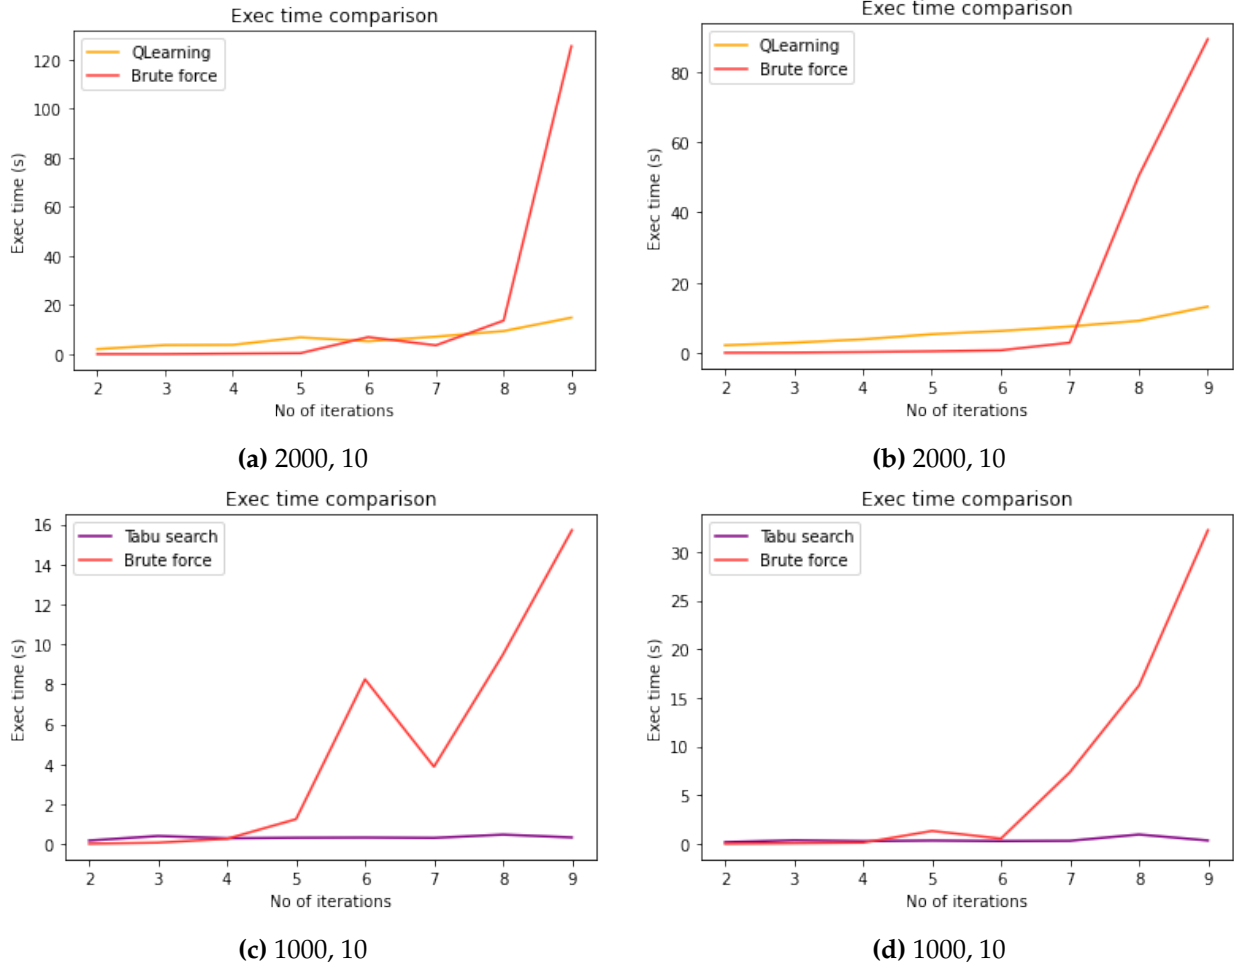 Exec time comparison
QLearning
Brute force
Exec time (s)
120
100
80
60
40
20
0
2 3 4 5 6 7 8 9
No of iterations
(a) 2000, 10
Exec time comparison
QLearning
Brute force
Exec time (s)
80
60
40
20
0
2 3 4 5 6 7 8 9
No of iterations
(b) 2000, 10
Exec time comparison
Tabu search
Brute force
Exec time (s)
16
14
12
10
8
6
4
2
0
2 3 4 5 6 7 8 9
No of iterations
(c) 1000, 10
Exec time comparison
Tabu search
Brute force
Exec time (s)
30
25
20
15
10
5
0
2 3 4 5 6 7 8 9
No of iterations
(d) 1000, 10